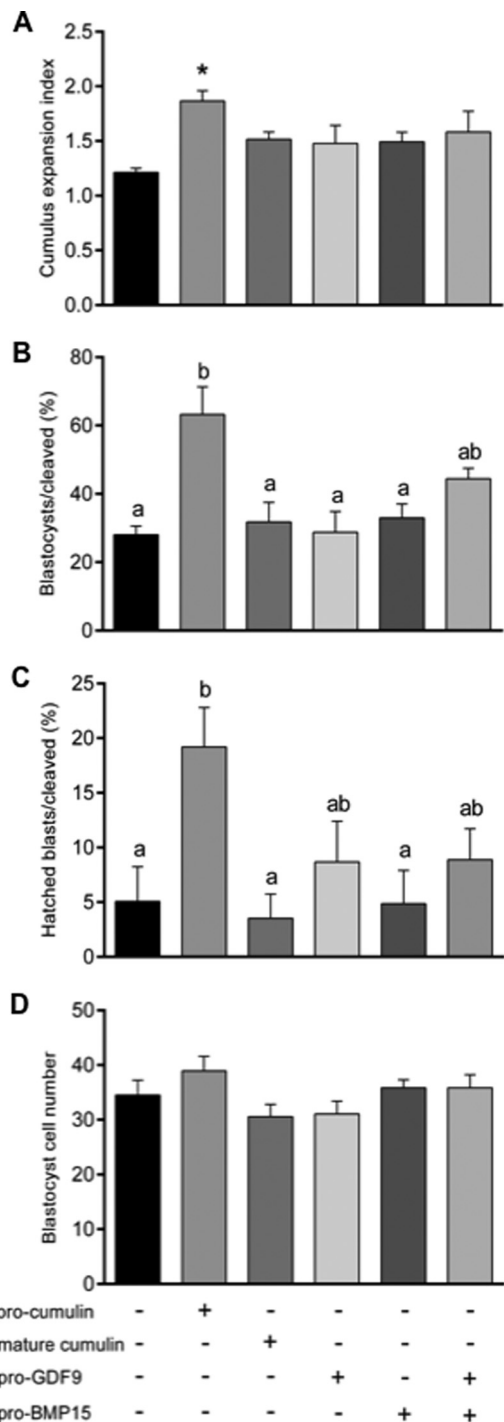 A
Cumulus expansion index
2.5
2.0
1.5
1.0
0.5
0.0
*
B
Blastocysts/cleaved (%)
80
60
40
20
0
a
b
a
a
a
ab
C
Hatched blasts/cleaved (%)
25
20
15
10
5
0
a
b
a
ab
a
ab
D
Blastocyst cell number
50
40
30
20
10
0
pro-cumulin - + - - - -
mature cumulin - - + - - -
pro-GDF9 - - - + - +
pro-BMP15 - - - - + +